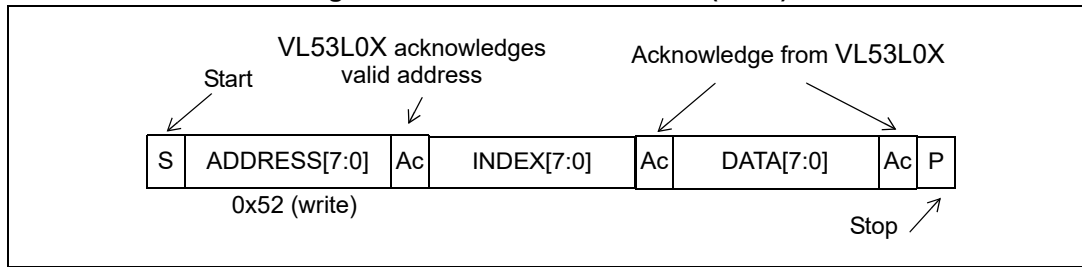 VL53L0X acknowledges
valid address
Acknowledge from VL53L0X
Start
S ADDRESS[7:0] Ac INDEX[7:0] Ac DATA[7:0] Ac P
0x52 (write)
Stop